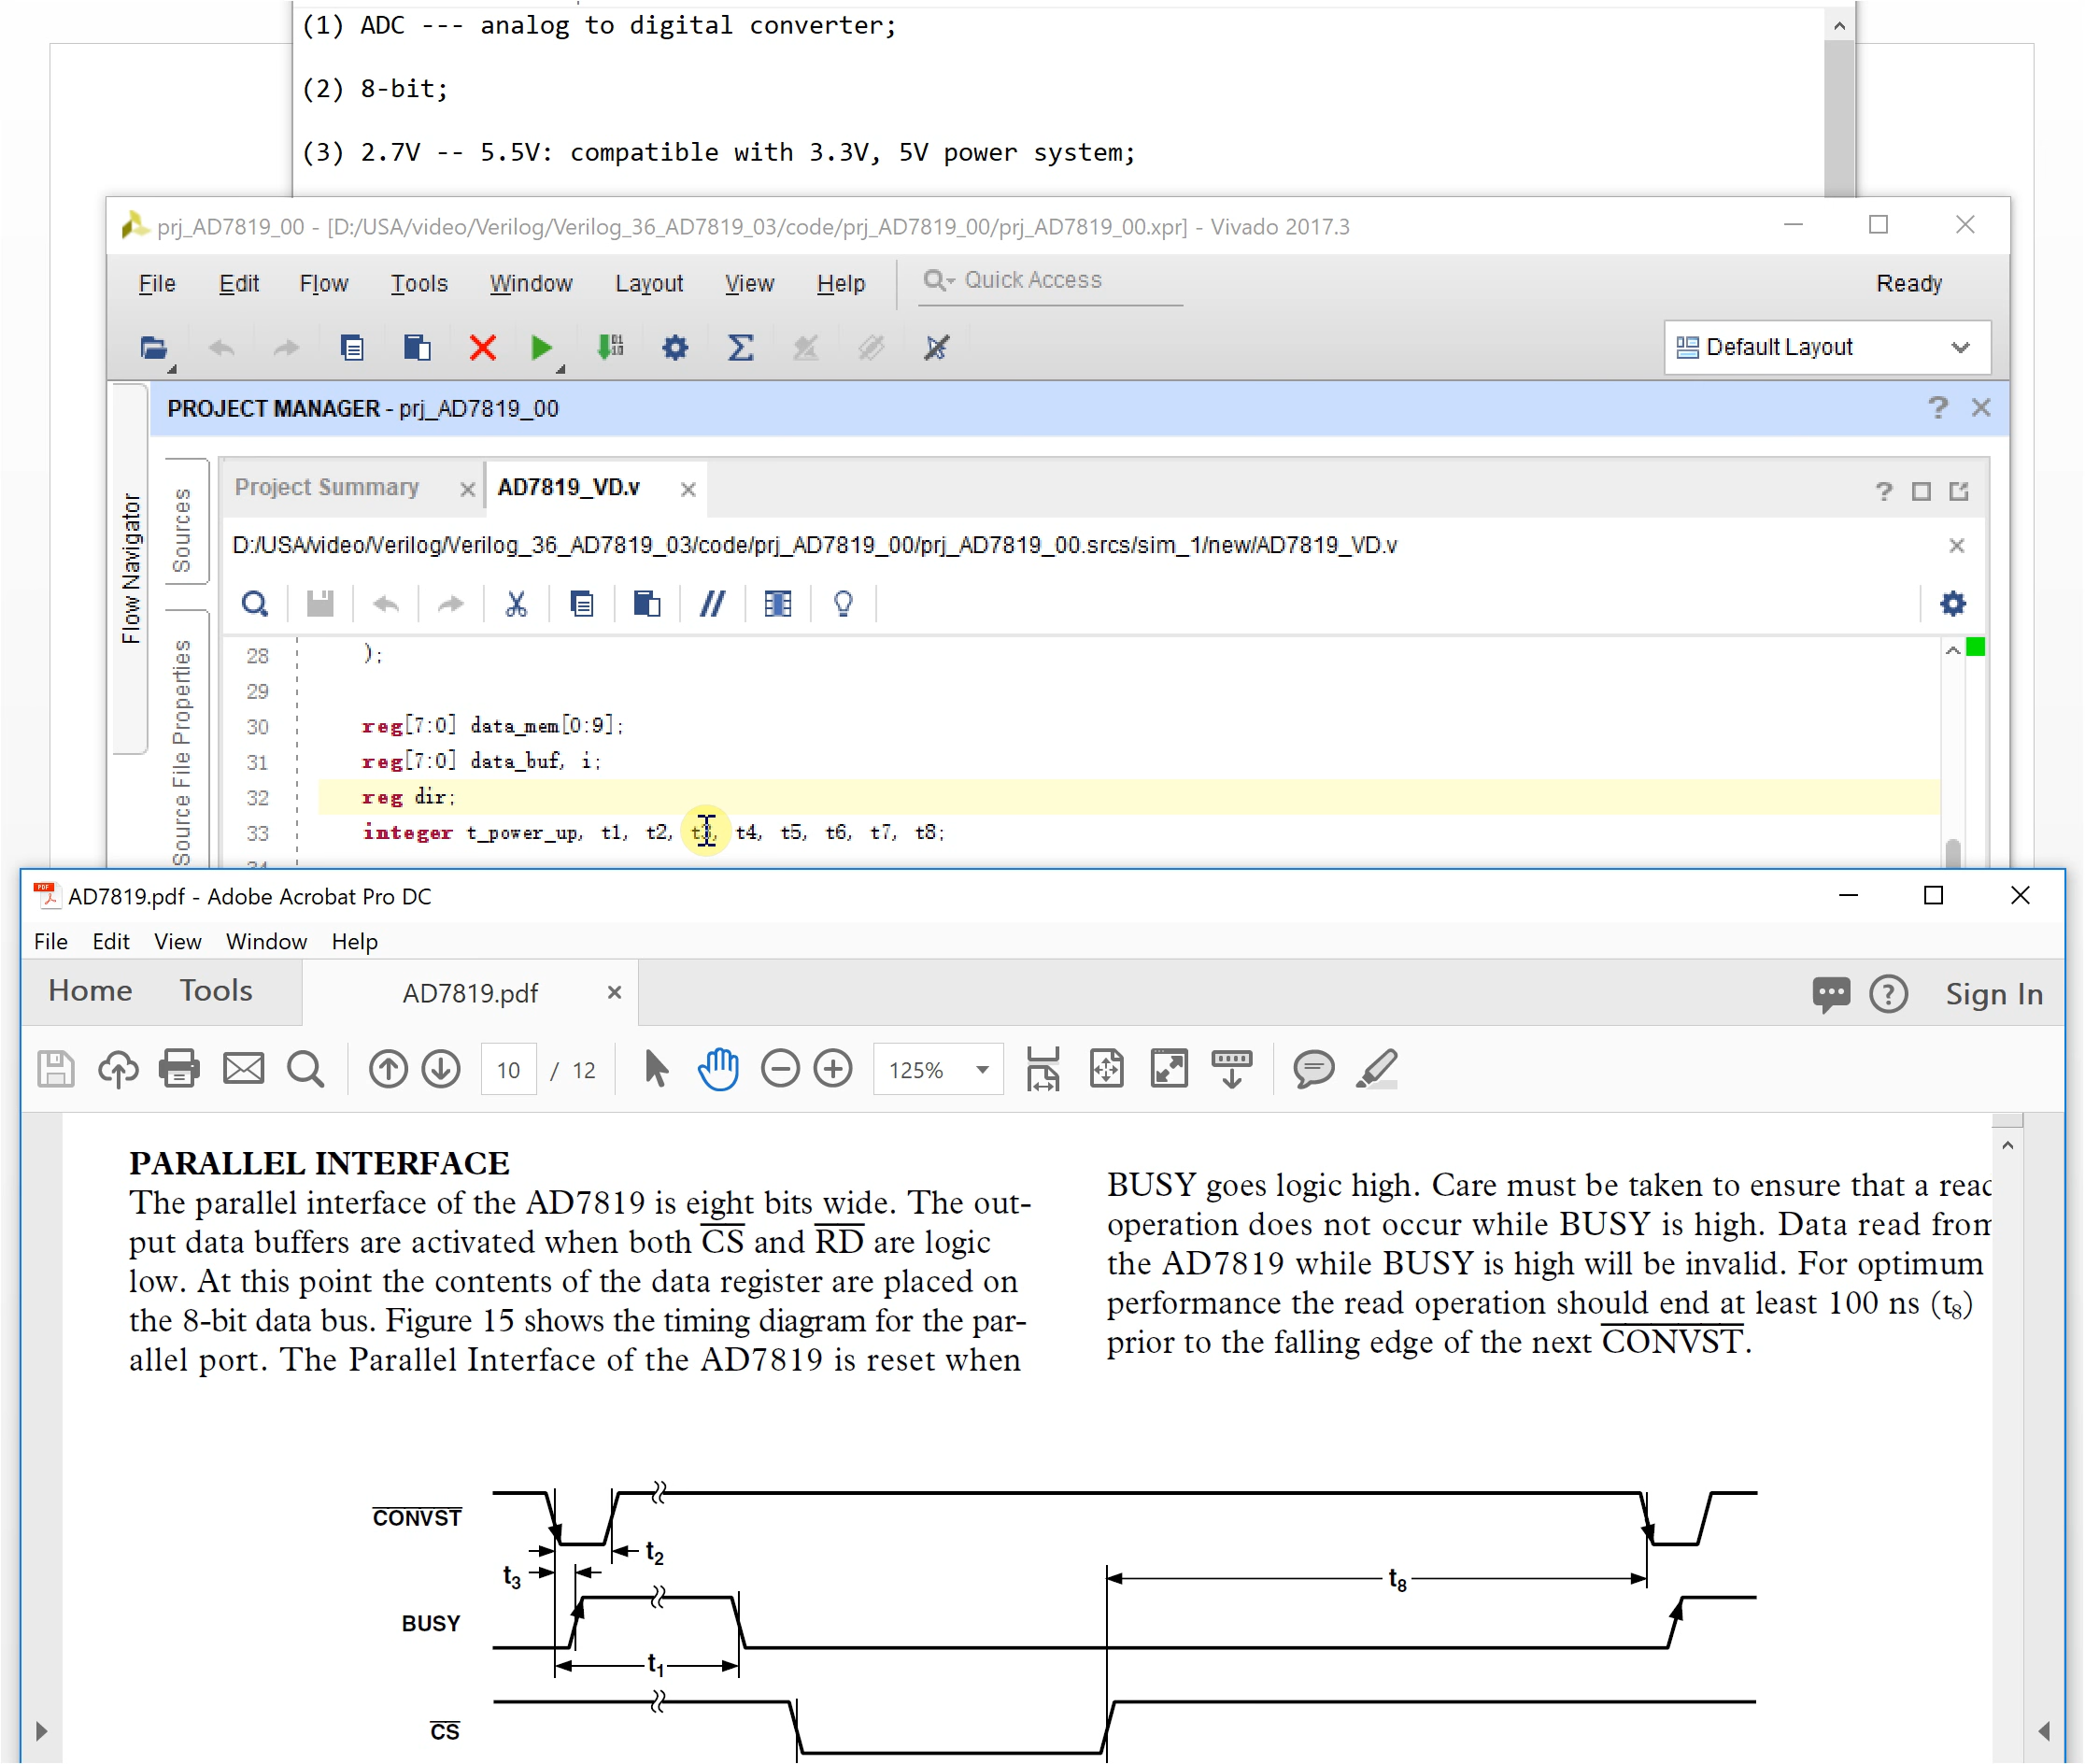 (1) ADC --- analog to digital converter;
(2) 8-bit;
(3) 2.7V -- 5.5V: compatible with 3.3V, 5V power system;
prj_AD7819_00 - [D:/USA/video/Verilog/Verilog_36_AD7819_03/code/prj_AD7819_00/prj_AD7819_00.xpr] - Vivado 2017.3
File Edit Flow Tools Window Layout View Help Quick Access Ready
Default Layout
PROJECT MANAGER - prj_AD7819_00
Flow Navigator
Sources
Source File Properties
Project Summary AD7819_VD.v
D:/USA/video/Verilog/Verilog_36_AD7819_03/code/prj_AD7819_00/prj_AD7819_00.srcs/sim_1/new/AD7819_VD.v
28 );
29
30 reg[7:0] data_mem[0:9];
31 reg[7:0] data_buf, i;
32 reg dir;
33 integer t_power_up, t1, t2, t3, t4, t5, t6, t7, t8;
AD7819.pdf - Adobe Acrobat Pro DC
File Edit View Window Help
Home Tools AD7819.pdf Sign In
10 / 12 125%
PARALLEL INTERFACE
The parallel interface of the AD7819 is eight bits wide. The out-
put data buffers are activated when both CS and RD are logic
low. At this point the contents of the data register are placed on
the 8-bit data bus. Figure 15 shows the timing diagram for the par-
allel port. The Parallel Interface of the AD7819 is reset when
BUSY goes logic high. Care must be taken to ensure that a read
operation does not occur while BUSY is high. Data read from
the AD7819 while BUSY is high will be invalid. For optimum
performance the read operation should end at least 100 ns (t8)
prior to the falling edge of the next CONVST.
CONVST
t2
t3
t8
BUSY
t1
CS